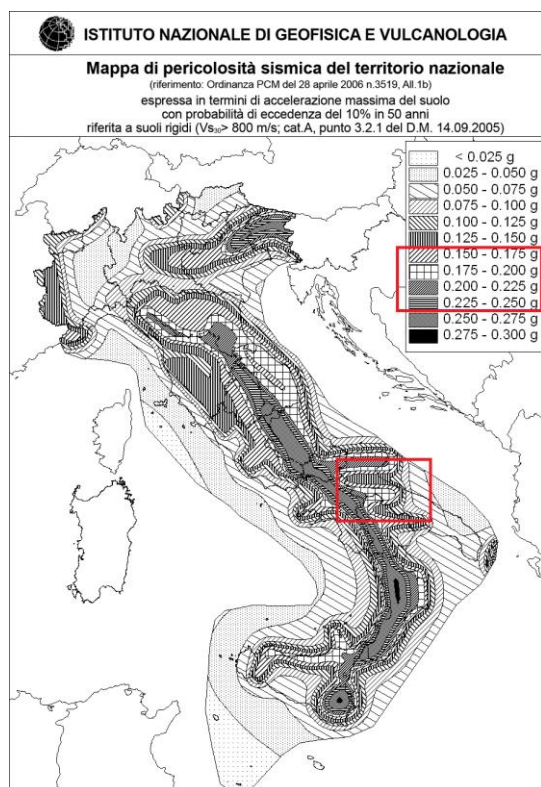 ISTITUTO NAZIONALE DI GEOFISICA E VULCANOLOGIA
Mappa di pericolosità sismica del territorio nazionale
(riferimento: Ordinanza PCM del 28 aprile 2006 n.3519, All.1b)
espressa in termini di accelerazione massima del suolo
con probabilità di eccedenza del 10% in 50 anni
riferita a suoli rigidi (Vs₃₀> 800 m/s; cat.A, punto 3.2.1 del D.M. 14.09.2005)
< 0.025 g
0.025 - 0.050 g
0.050 - 0.075 g
0.075 - 0.100 g
0.100 - 0.125 g
0.125 - 0.150 g
0.150 - 0.175 g
0.175 - 0.200 g
0.200 - 0.225 g
0.225 - 0.250 g
0.250 - 0.275 g
0.275 - 0.300 g